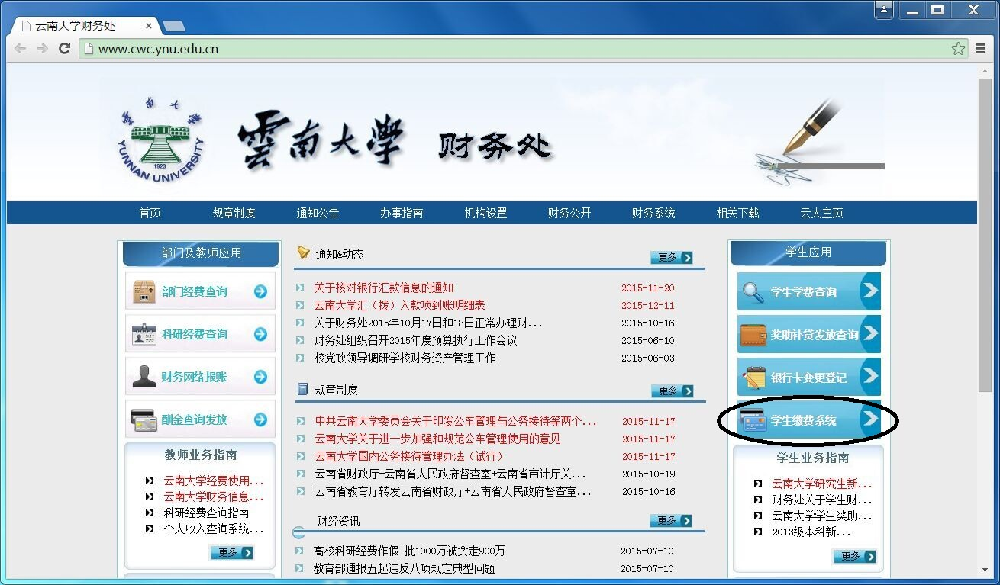 云南大学财务处
www.cwc.ynu.edu.cn
雲南大學
YUNNAN UNIVERSITY
1923
雲南大學 财务处
首页 规章制度 通知公告 办事指南 机构设置 财务公开 财务系统 相关下载 云大主页
部门及教师应用
部门经费查询
科研经费查询
财务网络报账
酬金查询发放
教师业务指南
云南大学经费使用...
云南大学财务信息...
科研经费查询指南
个人收入查询系统...
更多
通知&动态 更多
关于核对银行汇款信息的通知 2015-11-20
云南大学汇（拨）入款项到账明细表 2015-12-11
关于财务处2015年10月17日和18日正常办理财... 2015-10-16
财务处组织召开2015年度预算执行工作会议 2015-06-10
校党政领导调研学校财务资产管理工作 2015-06-03
规章制度 更多
中共云南大学委员会关于印发公车管理与公务接待等两个... 2015-11-17
云南大学关于进一步加强和规范公车管理使用的意见 2015-11-17
云南大学国内公务接待管理办法（试行） 2015-11-17
云南省财政厅+云南省人民政府督查室+云南省审计厅关... 2015-10-19
云南省教育厅转发云南省财政厅+云南省人民政府督查室... 2015-10-16
财经资讯 更多
高校科研经费作假 批1000万被贪走900万 2015-07-10
教育部通报五起违反八项规定典型问题 2015-07-10
学生应用
学生学费查询
奖助补贷发放查询
银行卡变更登记
学生缴费系统
学生业务指南
云南大学研究生新...
财务处关于学生财...
云南大学学生奖助...
2013级本科新...
更多